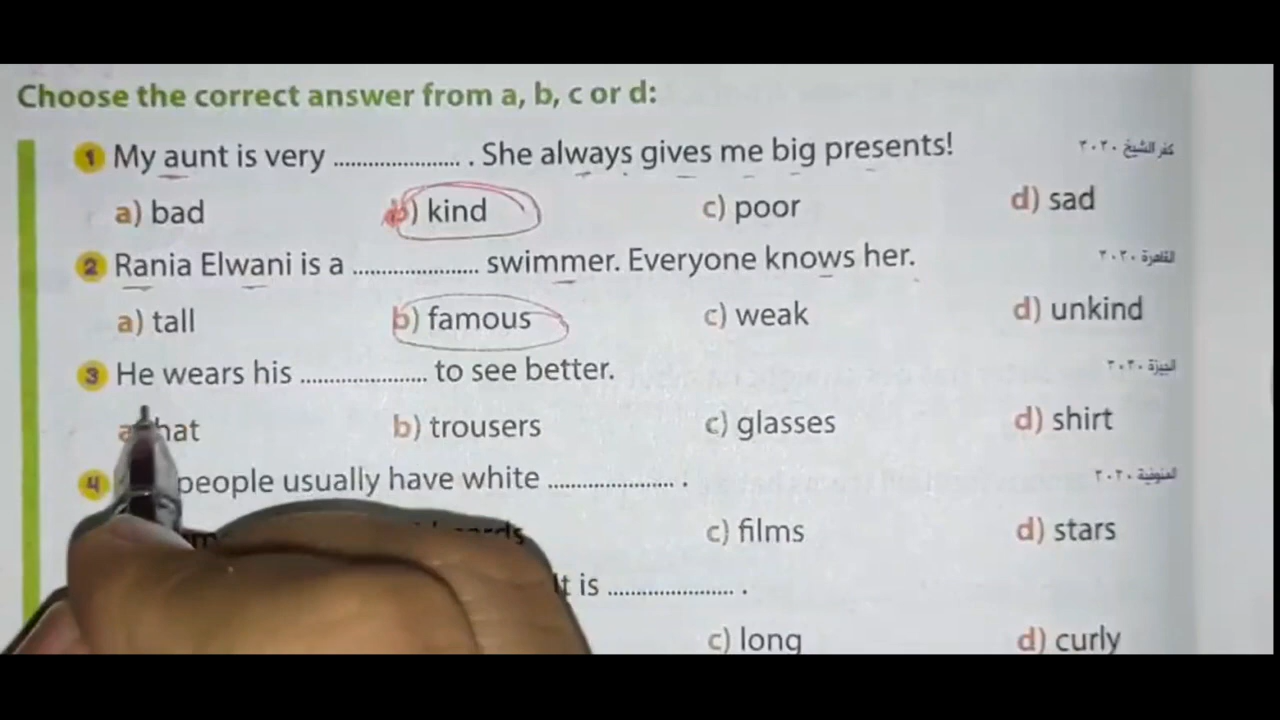 Choose the correct answer from a, b, c or d:
1 My aunt is very .................... . She always gives me big presents! كفر الشيخ ٢٠٢٠
a) bad b) kind c) poor d) sad
2 Rania Elwani is a .................... swimmer. Everyone knows her. القاهرة ٢٠٢٠
a) tall b) famous c) weak d) unkind
3 He wears his .................... to see better. الجيزة ٢٠٢٠
a) hat b) trousers c) glasses d) shirt
4 people usually have white .................... . المنوفية ٢٠٢٠
c) films d) stars
It is .................... .
c) long d) curly